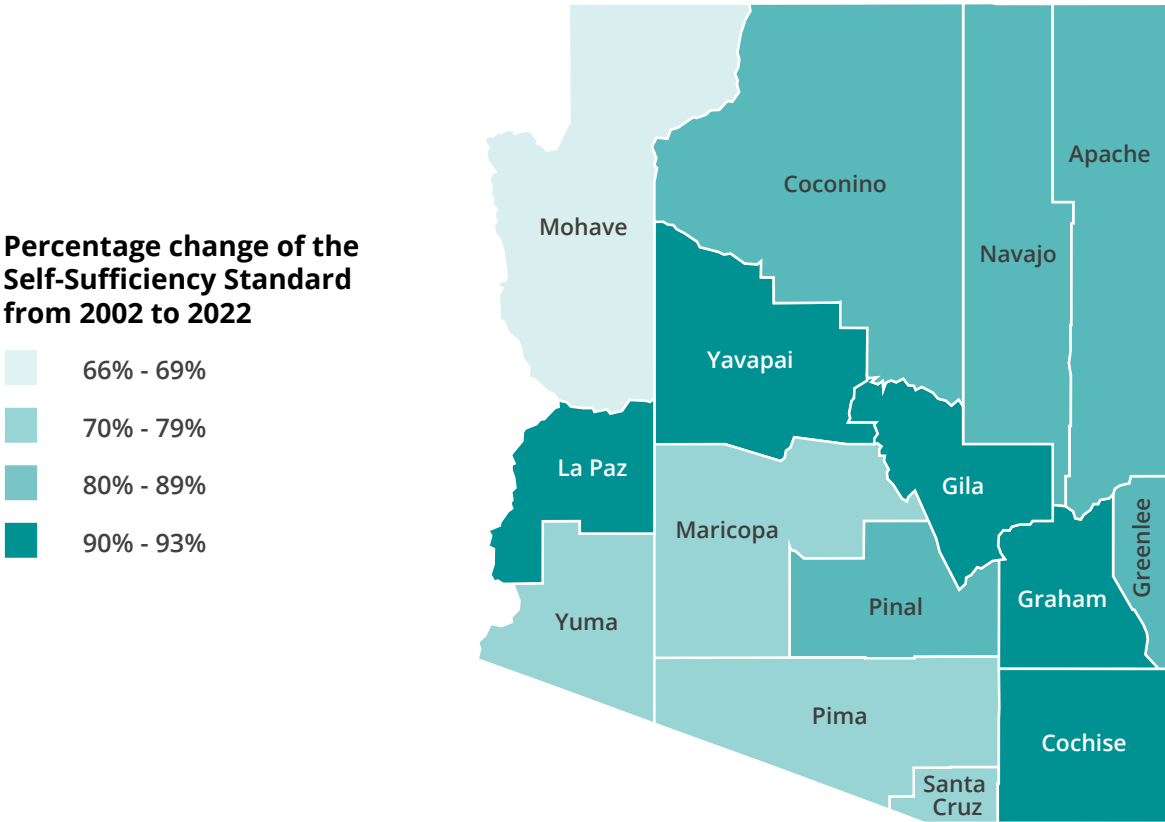 Percentage change of the
Self-Sufficiency Standard
from 2002 to 2022
66% - 69%
70% - 79%
80% - 89%
90% - 93%
Apache
Coconino
Mohave
Navajo
Yavapai
La Paz
Gila
Maricopa
Greenlee
Graham
Pinal
Yuma
Pima
Cochise
Santa
Cruz